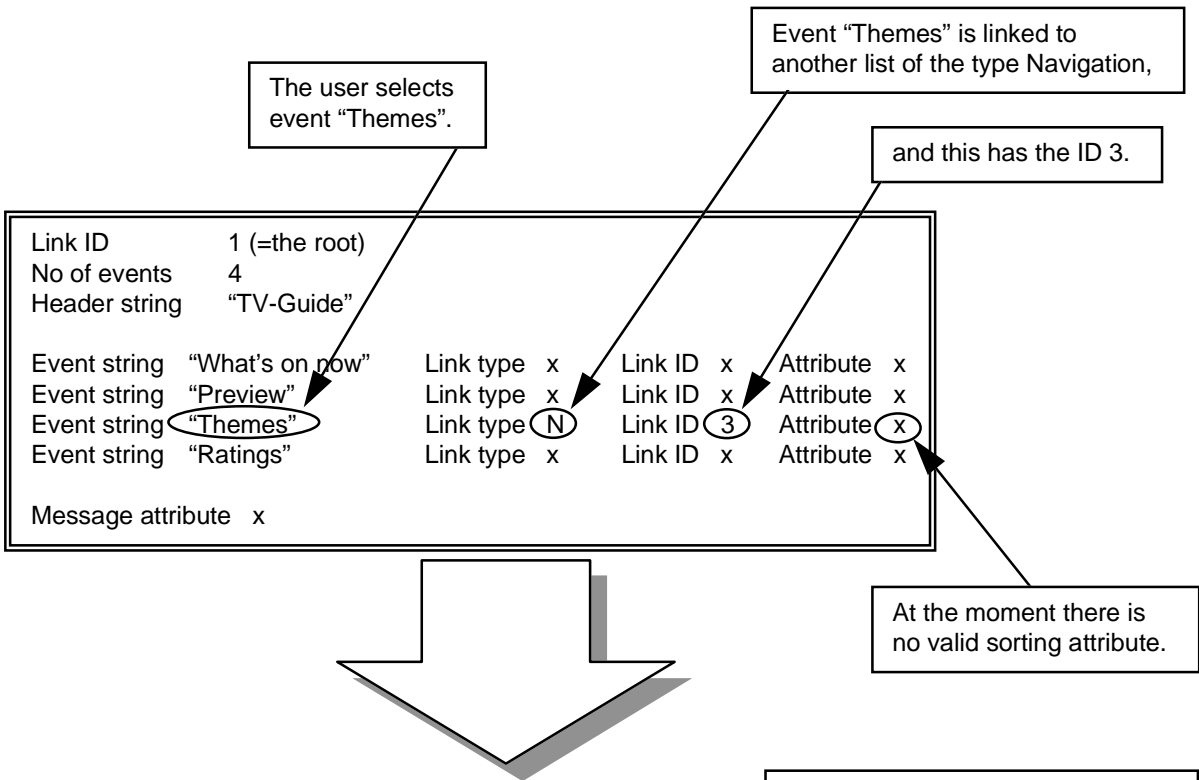 Event “Themes” is linked to
another list of the type Navigation,
The user selects
event “Themes”.
and this has the ID 3.
Link ID 1 (=the root)
No of events 4
Header string “TV-Guide”
Event string “What's on now” Link type x Link ID x Attribute x
Event string “Preview” Link type x Link ID x Attribute x
Event string “Themes” Link type N Link ID 3 Attribute x
Event string “Ratings” Link type x Link ID x Attribute x
Message attribute x
At the moment there is
no valid sorting attribute.